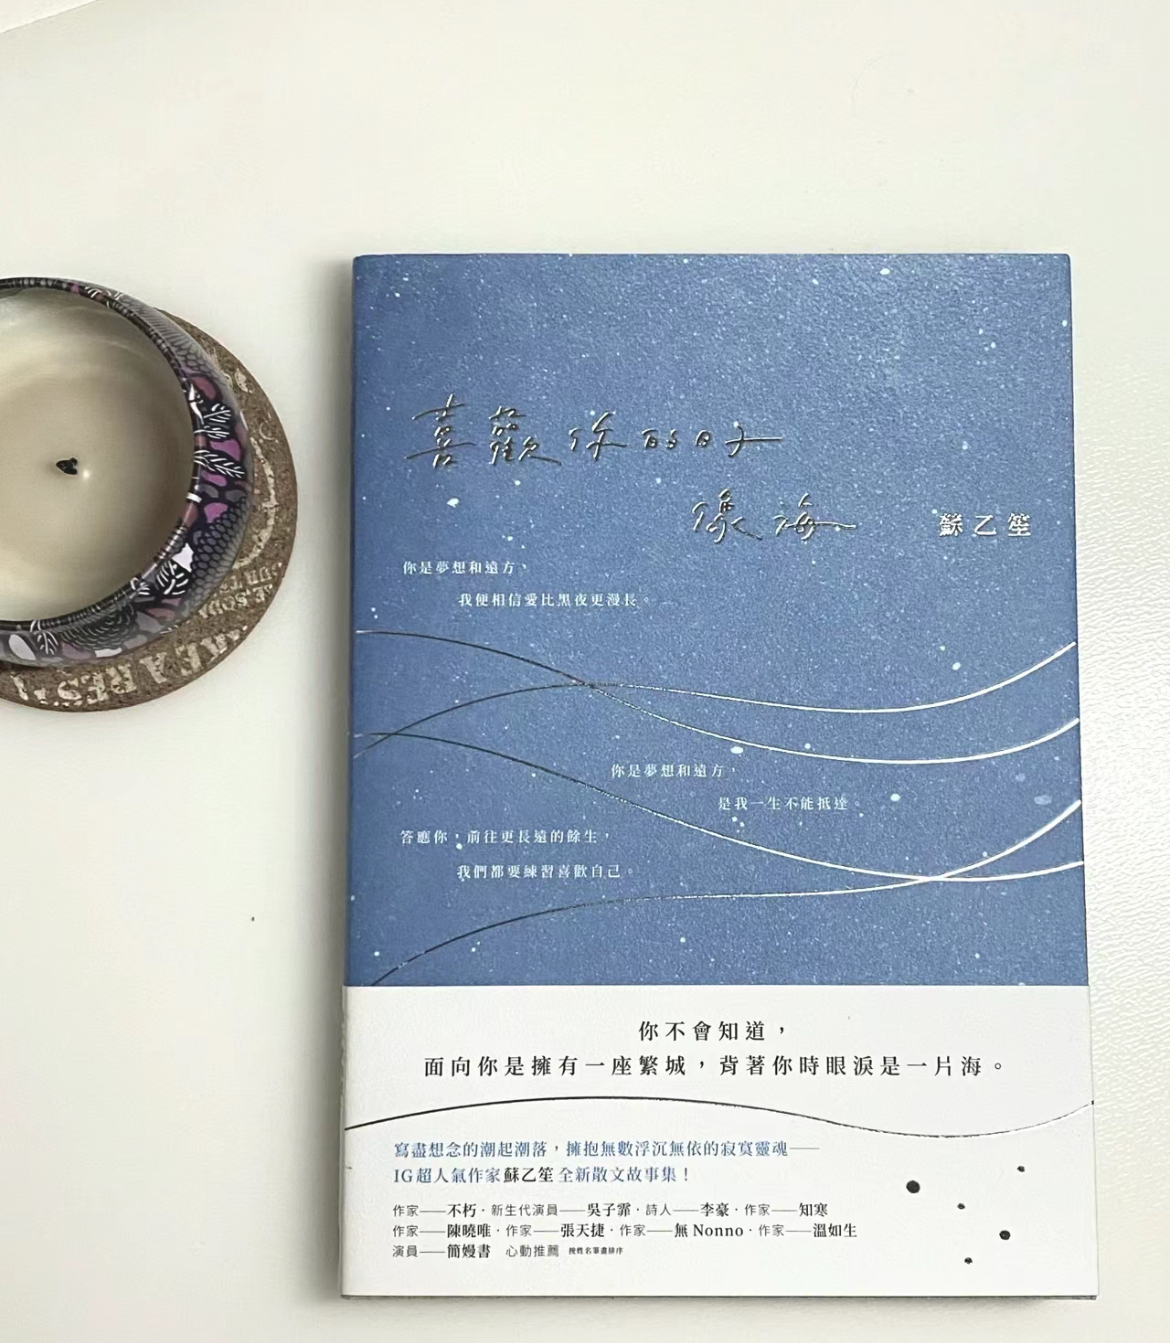 喜歡你的日子
像海
蘇乙笙
你是夢想和遠方，
我便相信愛比黑夜更漫長。
你是夢想和遠方，
是我一生不能抵達。
答應你，前往更長遠的餘生，
我們都要練習喜歡自己。
你不會知道，
面向你是擁有一座繁城，背著你時眼淚是一片海。
寫盡想念的潮起潮落，擁抱無數浮沉無依的寂寞靈魂——
IG超人氣作家蘇乙笙全新散文故事集！
作家——不朽．新生代演員——吳子霏．詩人——李豪．作家——知寒
作家——陳曉唯．作家——張天捷．作家——無 Nonno．作家——溫如生
演員——簡嫚書 心動推薦 按姓名筆畫排序